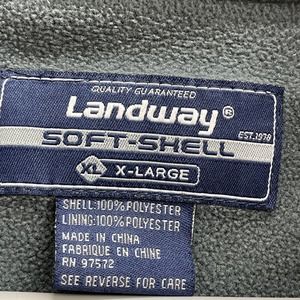 QUALITY GUARANTEED
Landway®
EST.1978
SOFT-SHELL
XL X-LARGE
SHELL:100% POLYESTER
LINING:100% POLYESTER
MADE IN CHINA
FABRIQUE EN CHINE
RN 97572
SEE REVERSE FOR CARE